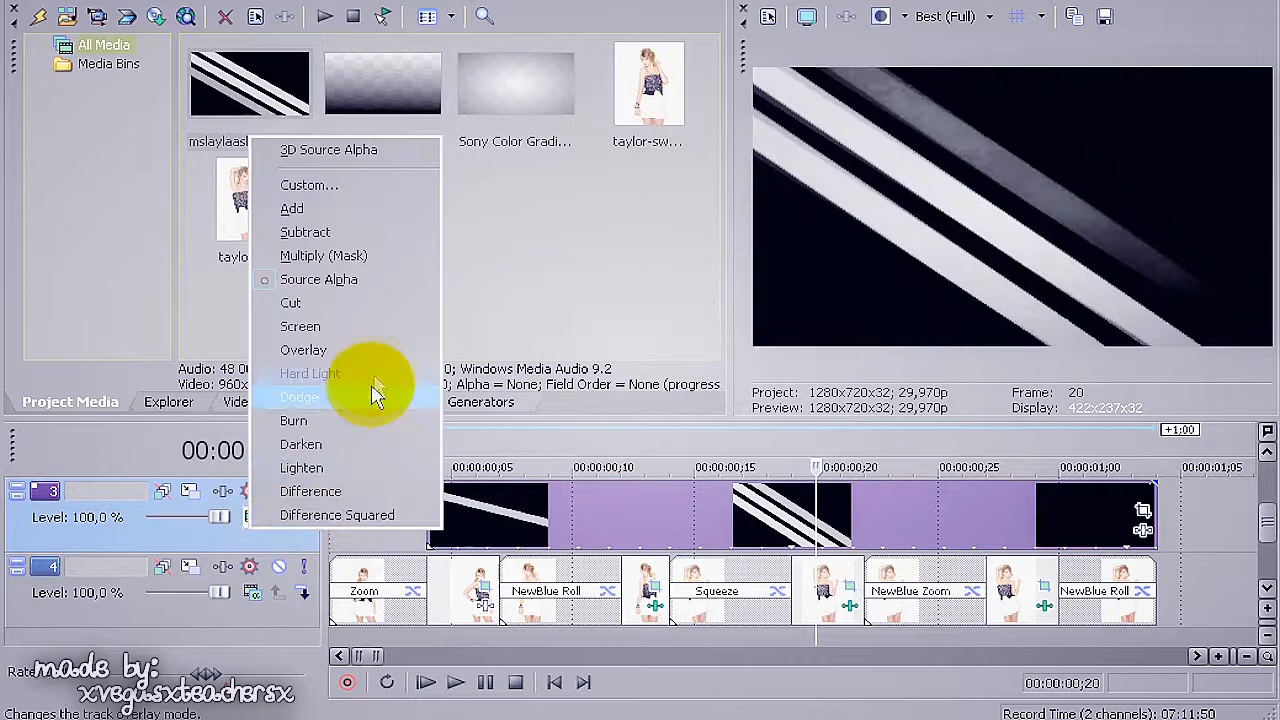 Best (Full)
All Media
Media Bins
mslaylaasl
Sony Color Gradi...
taylor-sw...
taylo
3D Source Alpha
Custom...
Add
Subtract
Multiply (Mask)
Source Alpha
Cut
Screen
Overlay
Hard Light
Dodge
Burn
Darken
Lighten
Difference
Difference Squared
Audio: 48 0
; Windows Media Audio 9.2
Video: 960x
; Alpha = None; Field Order = None (progress
Project Media
Explorer
Vide
Generators
Project: 1280x720x32; 29,970p
Frame: 20
Preview: 1280x720x32; 29,970p
Display: 422x237x32
+1;00
00:00
00:00:00;05
00:00:00;10
00:00:00;15
00:00:00;20
00:00:00;25
00:00:01;00
00:00:01;05
3
Level: 100,0 %
4
Level: 100,0 %
Zoom
NewBlue Roll
Squeeze
NewBlue Zoom
NewBlue Roll
Rate
made by:
xvegasxteachersx
00:00:00;20
Changes the track overlay mode.
Record Time (2 channels): 07:11:50